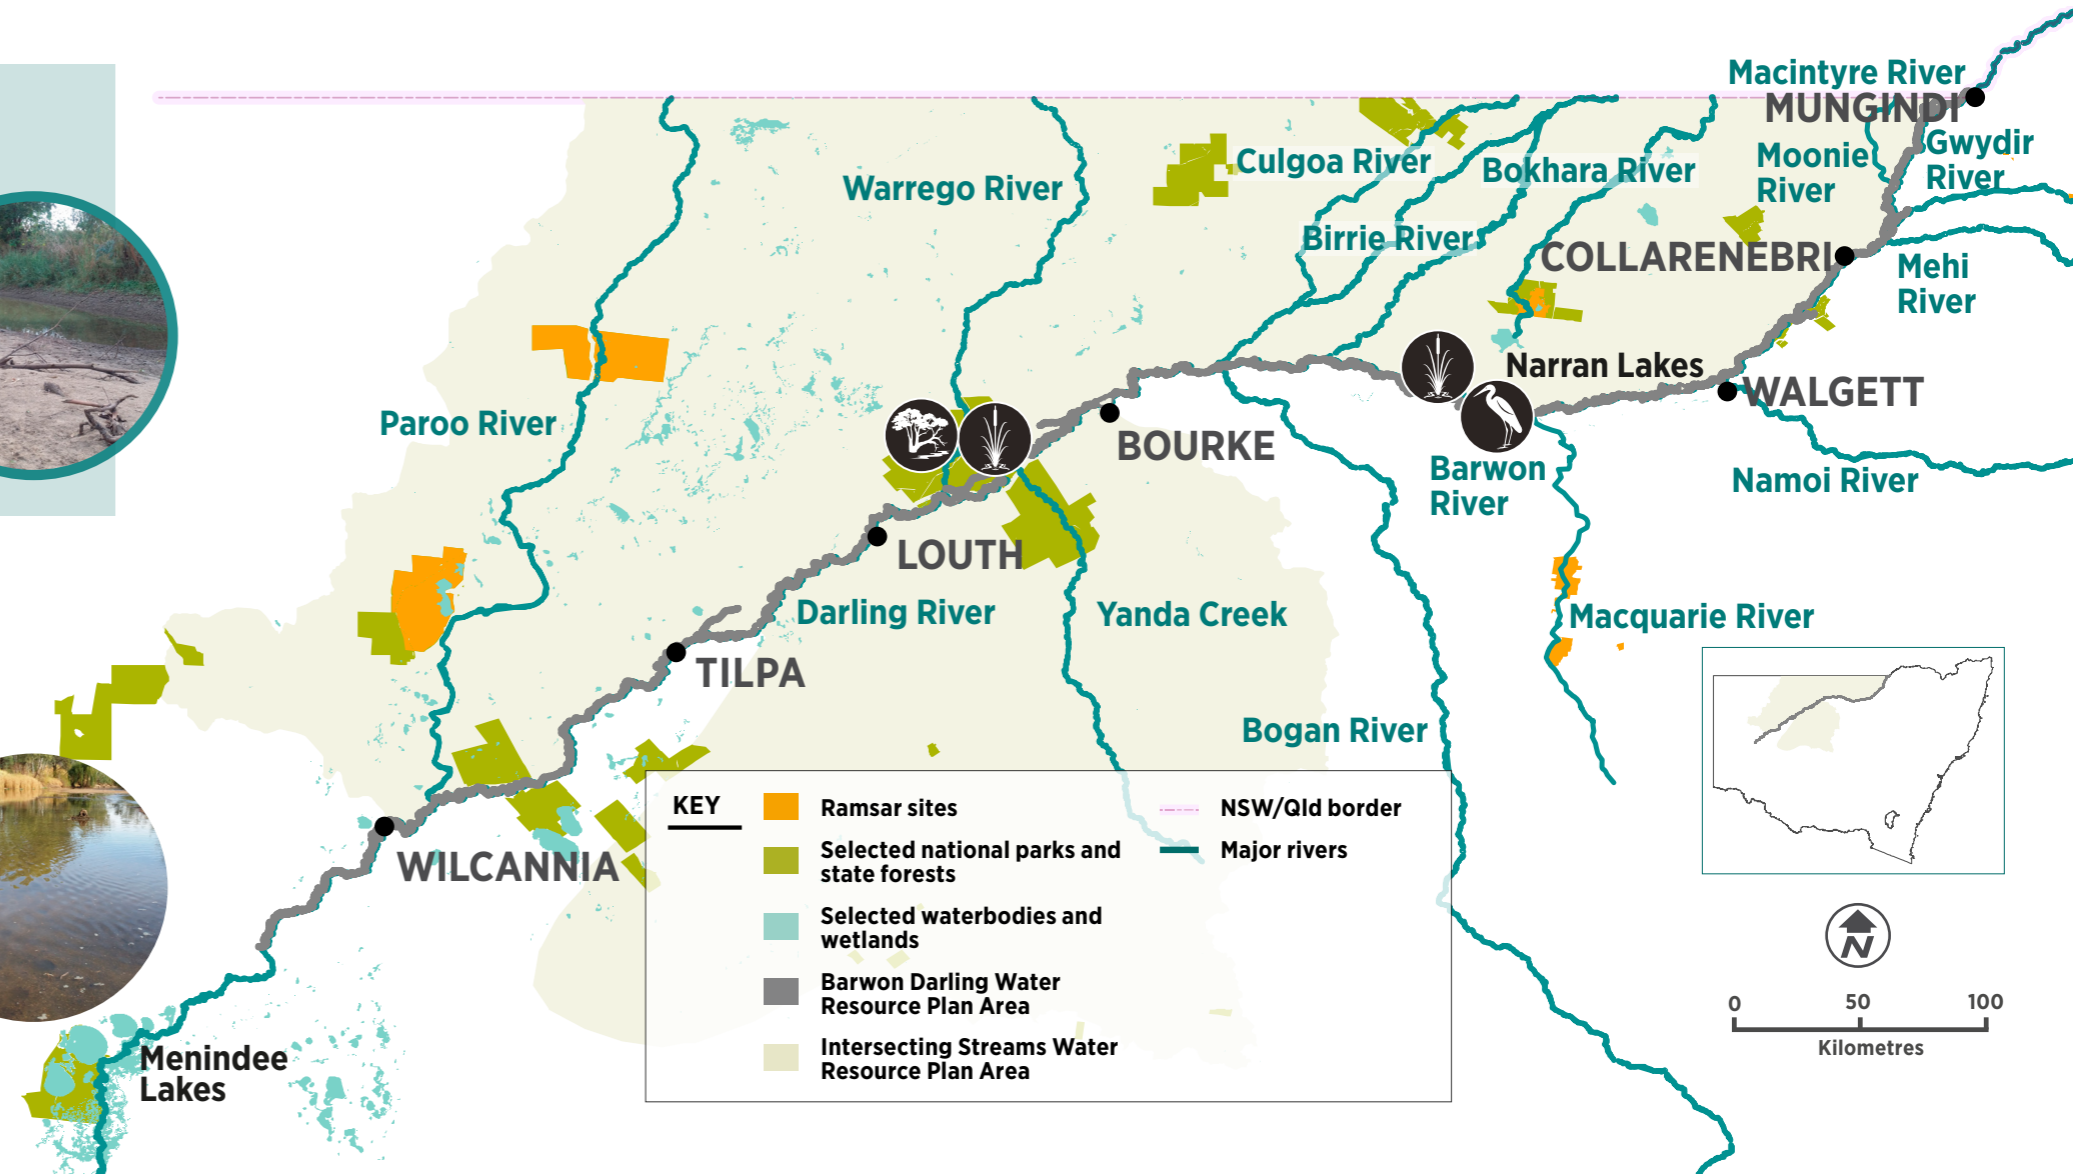 Macintyre River
MUNGINDI
Gwydir
River
Moonie
River
Culgoa River
Bokhara River
Warrego River
Birrie River
COLLARENEBRI
Mehi
River
Narran Lakes
WALGETT
Paroo River
BOURKE
Barwon
River
Namoi River
LOUTH
Darling River
Yanda Creek
Macquarie River
TILPA
Bogan River
WILCANNIA
KEY
Ramsar sites
Selected national parks and
state forests
Selected waterbodies and
wetlands
Barwon Darling Water
Resource Plan Area
Intersecting Streams Water
Resource Plan Area
NSW/Qld border
Major rivers
N
0 50 100
Kilometres
Menindee
Lakes